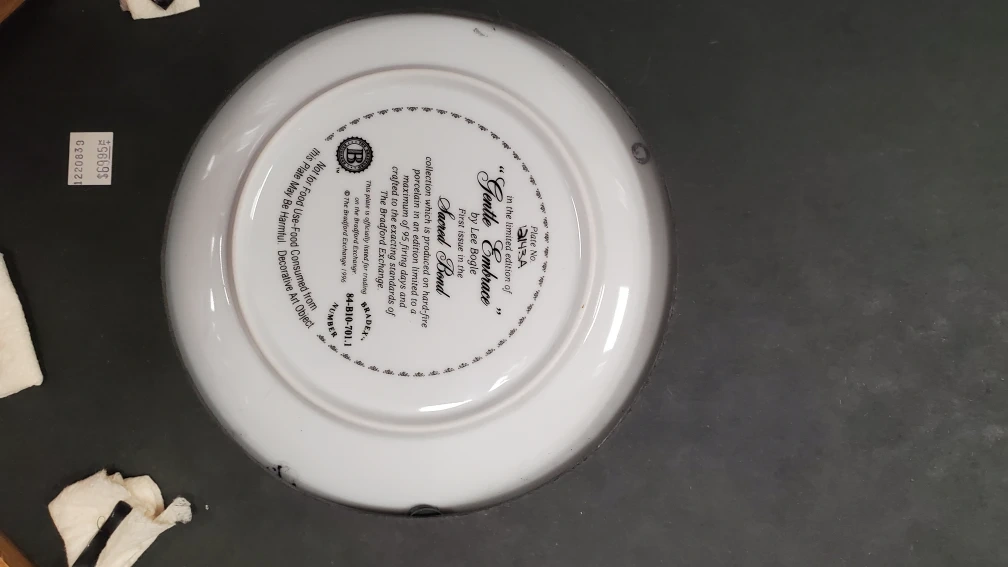 Plate No.
2143A
in the limited edition of
"Gentle Embrace"
by Lee Bogle
First issue in the
Sacred Bond
collection which is produced on hard-fire
porcelain in an edition limited to a
maximum of 95 firing days and
crafted to the exacting standards of
The Bradford Exchange.
This plate is officially listed for trading
on the Bradford Exchange.
© The Bradford Exchange 1996
B
BRADEX
84-B10-701.1
NUMBER
Not for Food Use-Food Consumed from
this Plate May Be Harmful Decorative Art Object
$69.95
1220839